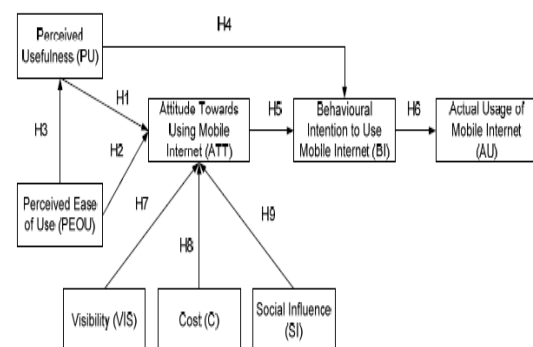 Perceived
Usefulness (PU)
H4
H1
H3
H2
Attitude Towards
Using Mobile
Internet (ATT)
H5
Behavioural
Intention to Use
Mobile Internet (BI)
H6
Actual Usage of
Mobile Internet
(AU)
Perceived Ease
of Use (PEOU)
H7
H8
H9
Visibility (VIS)
Cost (C)
Social Influence
(SI)